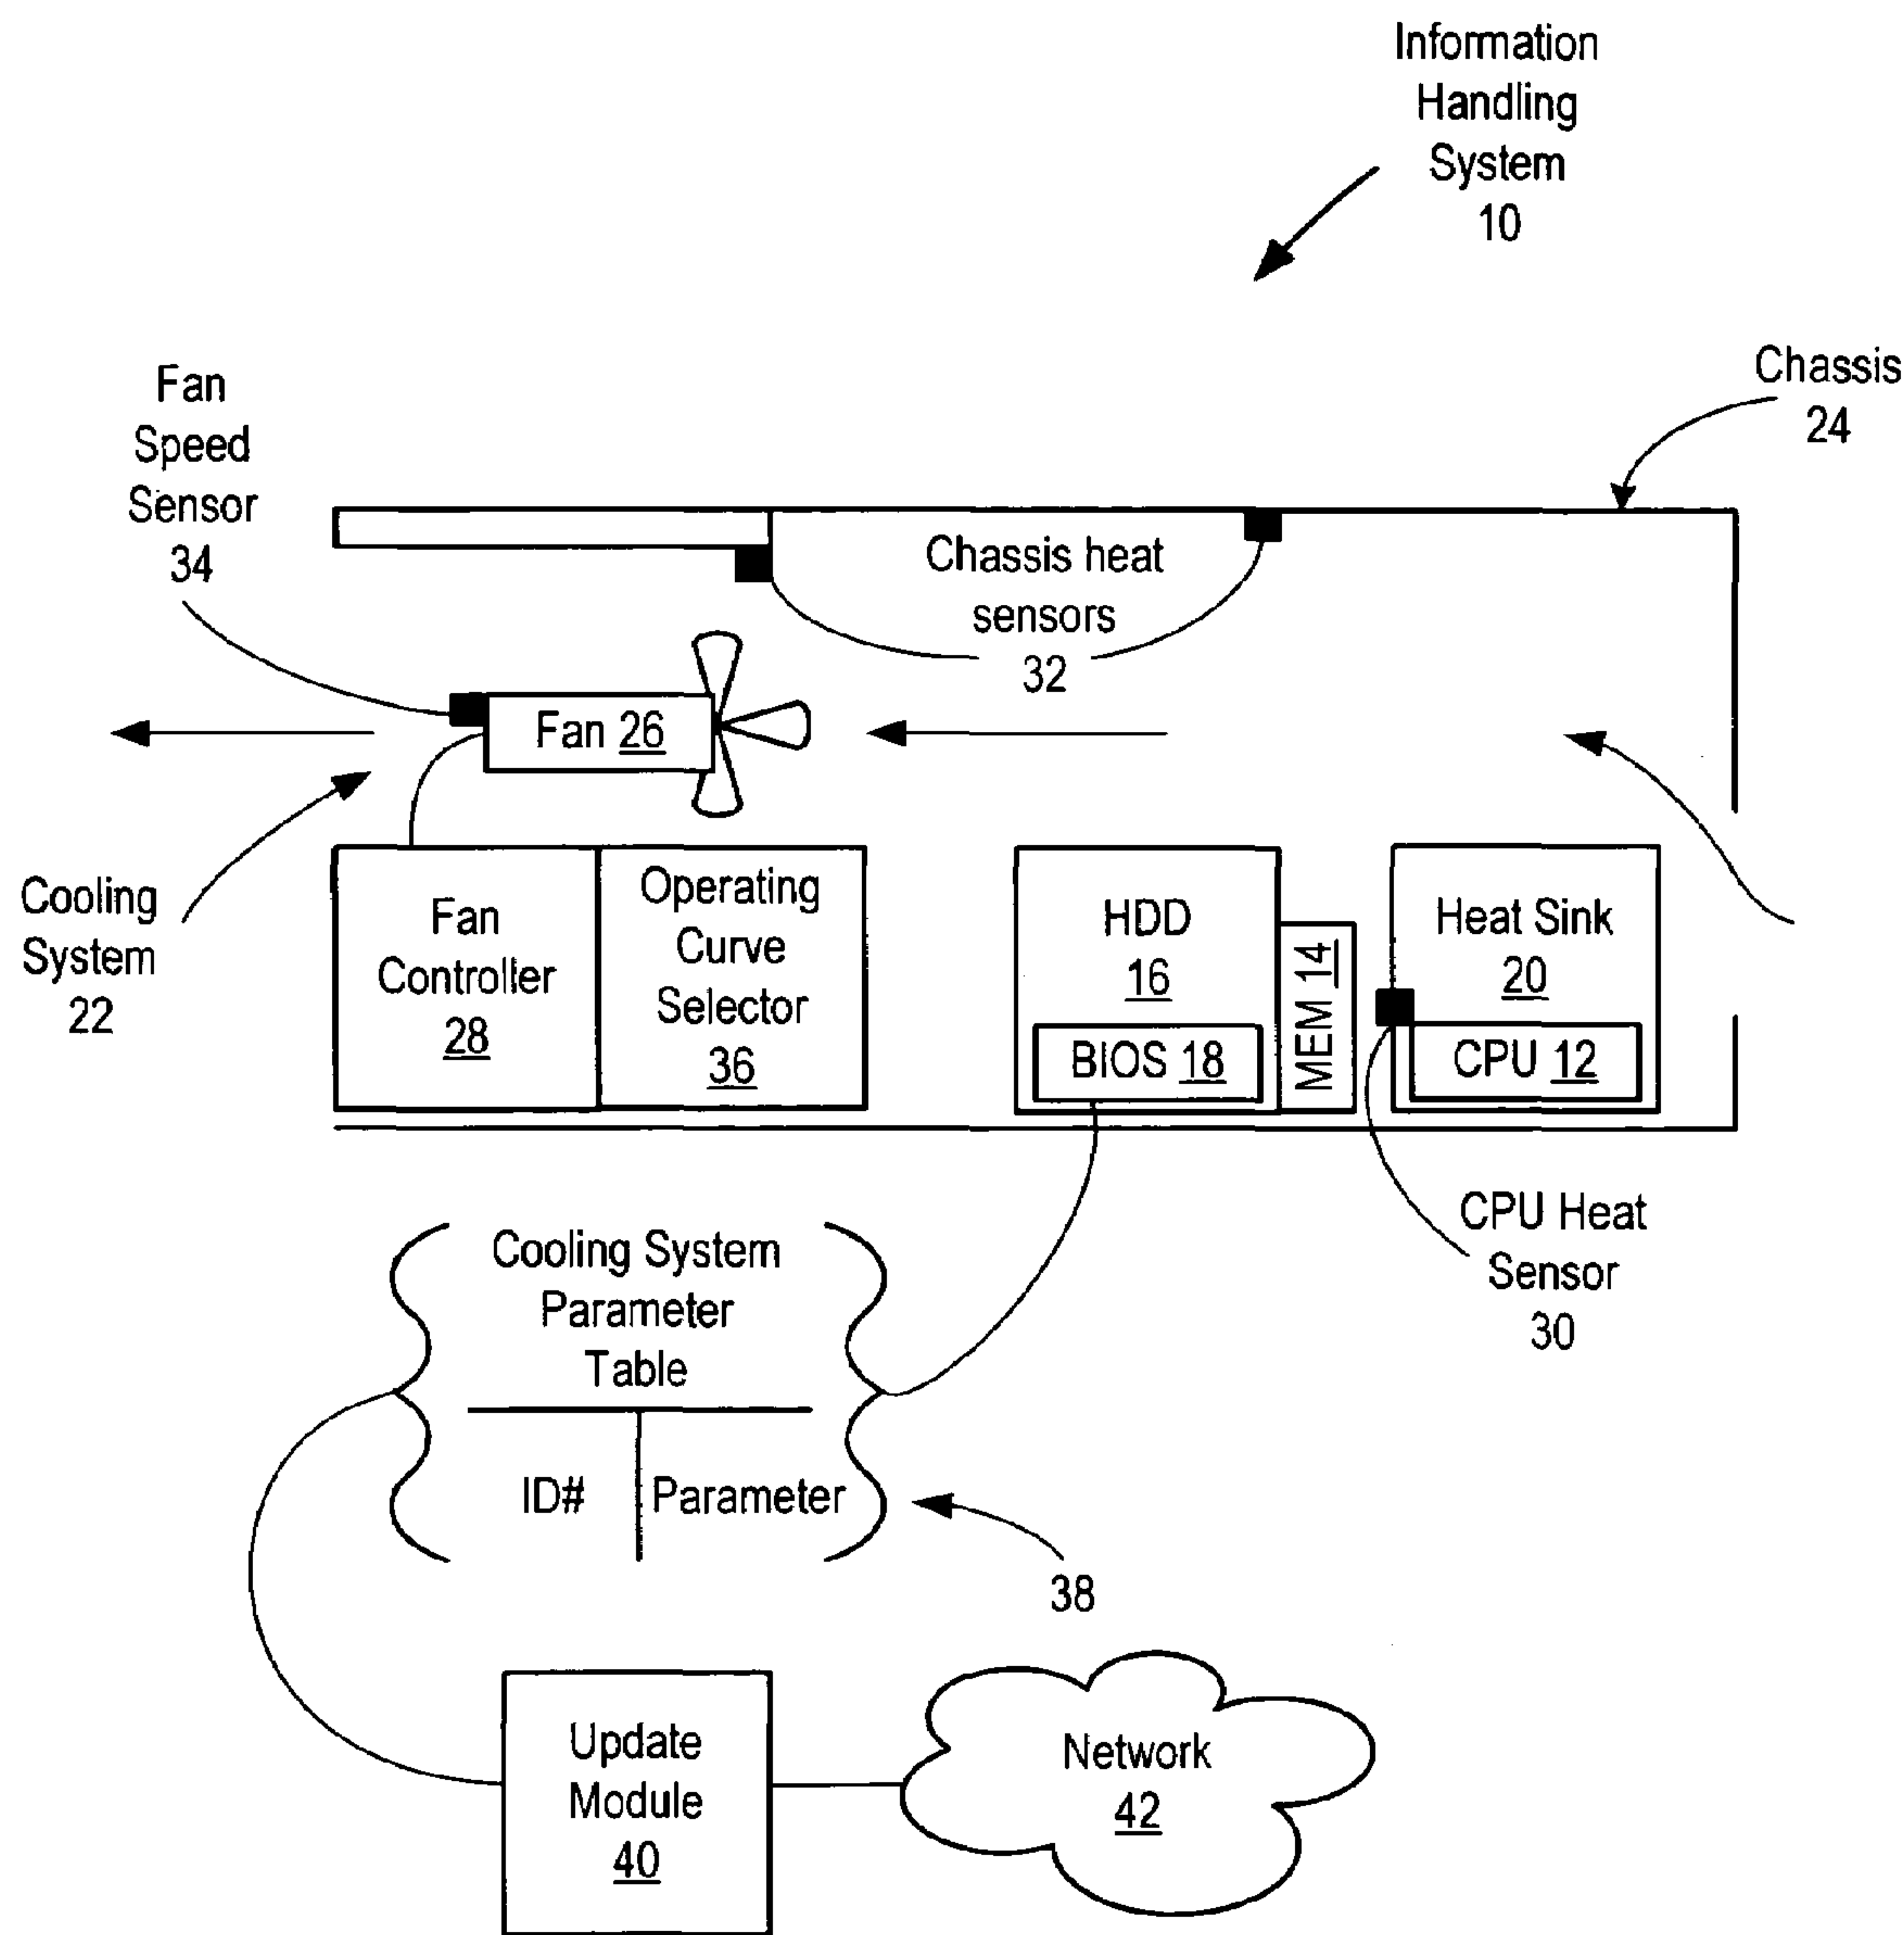 Information
Handling
System
10
Chassis
24
Fan
Speed
Sensor
34
Chassis heat
sensors
32
Fan 26
Cooling
System
22
Fan
Controller
28
Operating
Curve
Selector
36
HDD
16
BIOS 18
MEM 14
Heat Sink
20
CPU 12
CPU Heat
Sensor
30
Cooling System
Parameter
Table
ID#
Parameter
38
Update
Module
40
Network
42